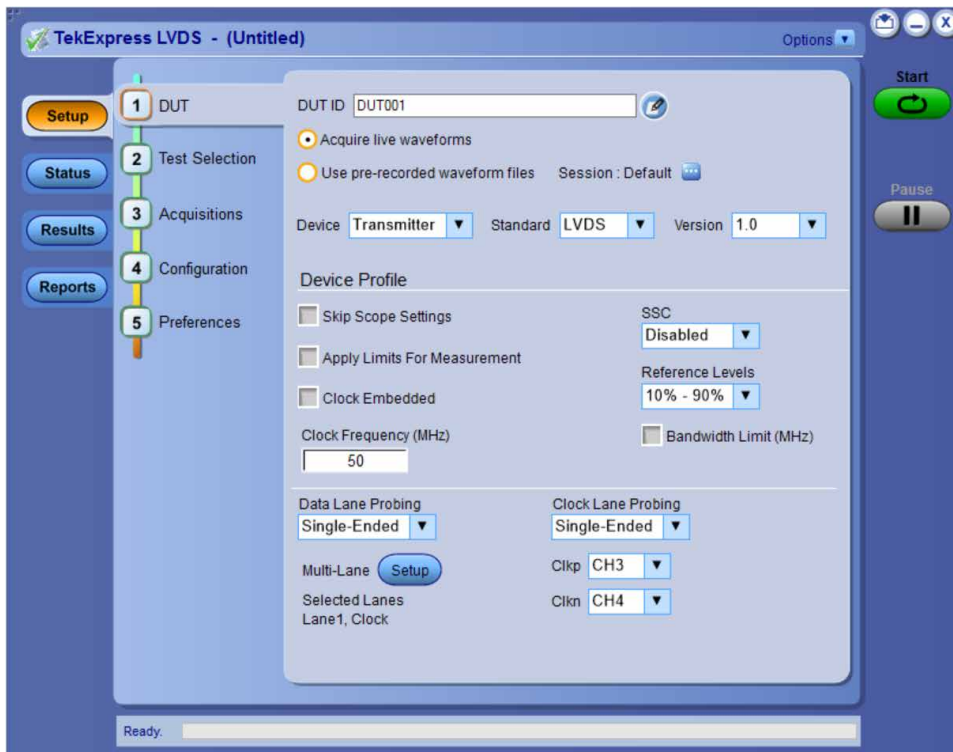 TekExpress LVDS - (Untitled)
Options
X
Start
Pause
Setup
Status
Results
Reports
1 DUT
2 Test Selection
3 Acquisitions
4 Configuration
5 Preferences
DUT ID DUT001
Acquire live waveforms
Use pre-recorded waveform files Session : Default
Device Transmitter Standard LVDS Version 1.0
Device Profile
Skip Scope Settings
Apply Limits For Measurement
Clock Embedded
Clock Frequency (MHz)
50
SSC
Disabled
Reference Levels
10% - 90%
Bandwidth Limit (MHz)
Data Lane Probing
Single-Ended
Multi-Lane Setup
Selected Lanes
Lane1, Clock
Clock Lane Probing
Single-Ended
Clkp CH3
Clkn CH4
Ready.